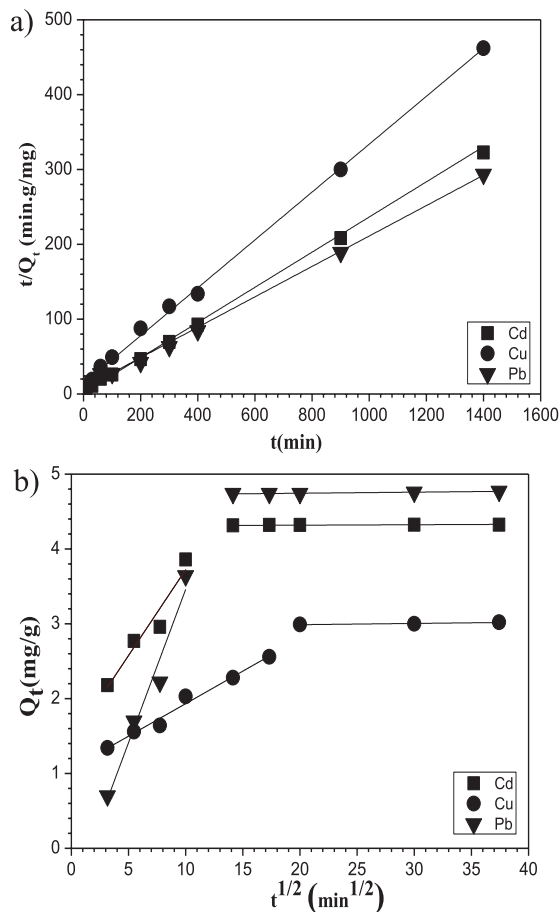 a)
500
400
300
200
100
0
t/Qt (min.g/mg)
Cd
Cu
Pb
0 200 400 600 800 1000 1200 1400 1600
t(min)
b)
5
4
3
2
1
0
Qt(mg/g)
Cd
Cu
Pb
0 5 10 15 20 25 30 35 40
t^1/2 (min^1/2)